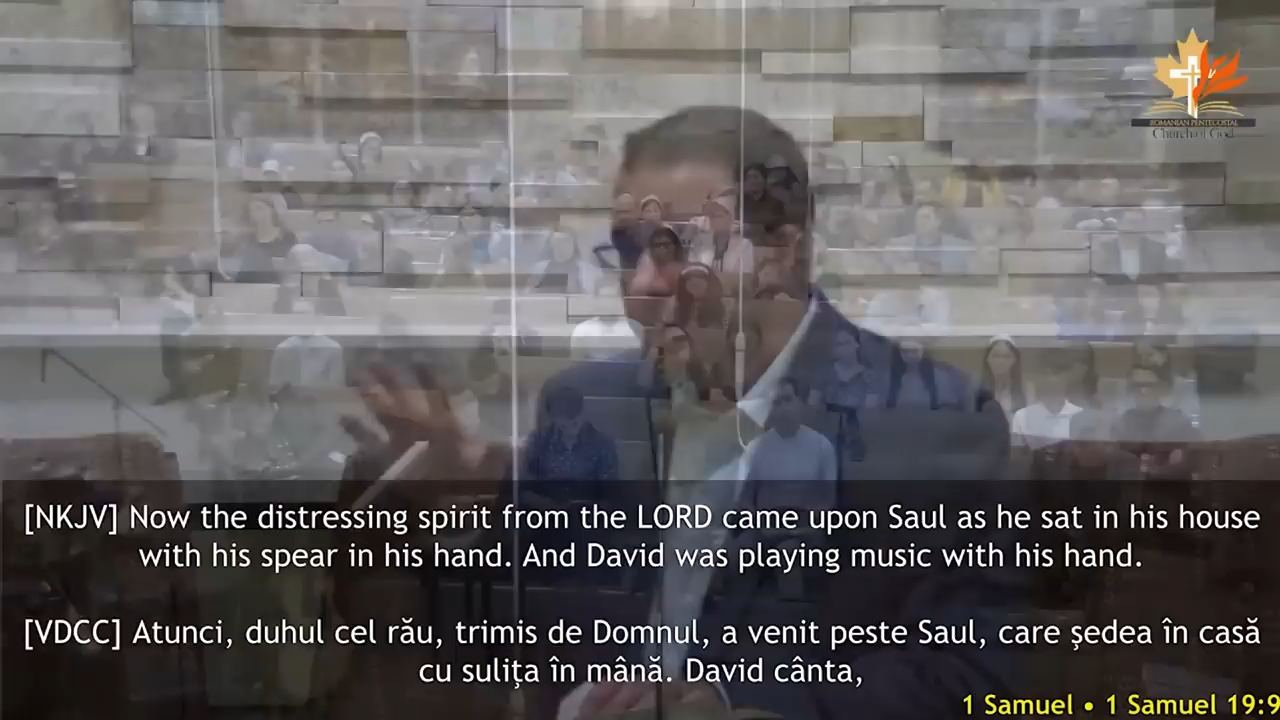 ROMANIAN PENTECOSTAL
Church of God
[NKJV] Now the distressing spirit from the LORD came upon Saul as he sat in his house
with his spear in his hand. And David was playing music with his hand.
[VDCC] Atunci, duhul cel rău, trimis de Domnul, a venit peste Saul, care ședea în casă
cu sulița în mână. David cânta,
1 Samuel • 1 Samuel 19:9